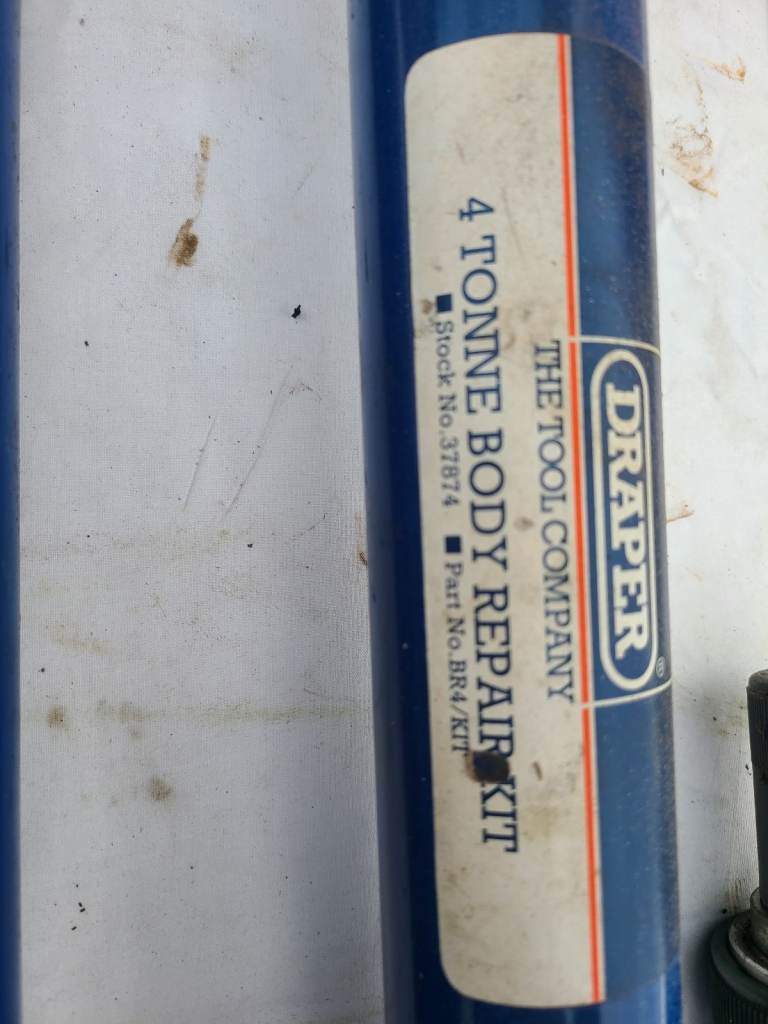 DRAPER®
THE TOOL COMPANY
4 TONNE BODY REPAIR KIT
■ Stock No.37874 ■ Part No.BR4/KIT